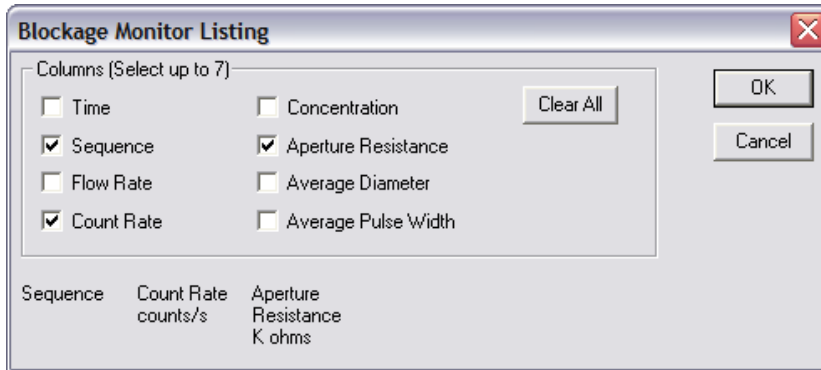 Blockage Monitor Listing
Columns (Select up to 7)
Time
Sequence
Flow Rate
Count Rate
Concentration
Aperture Resistance
Average Diameter
Average Pulse Width
Clear All
OK
Cancel
Sequence
Count Rate
counts/s
Aperture
Resistance
K ohms